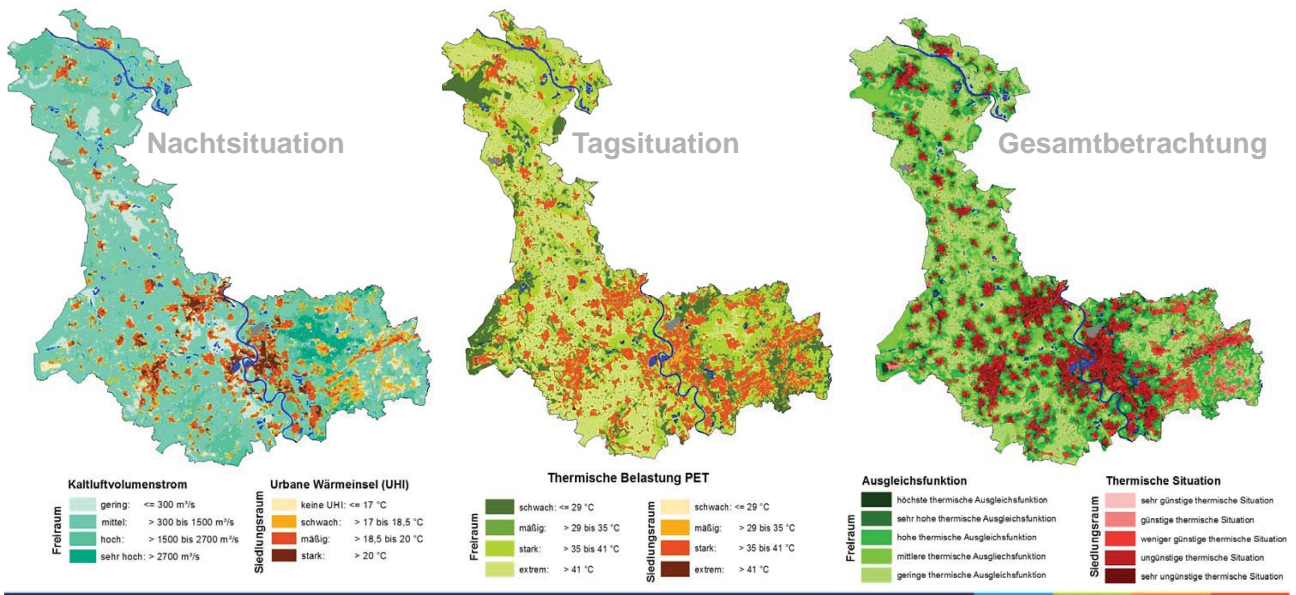 Nachtsituation
Tagsituation
Gesamtbetrachtung
Kaltluftvolumenstrom
Freiraum
gering: <= 300 m³/s
mittel: > 300 bis 1500 m³/s
hoch: > 1500 bis 2700 m³/s
sehr hoch: > 2700 m³/s
Urbane Wärmeinsel (UHI)
Siedlungsraum
keine UHI: <= 17 °C
schwach: > 17 bis 18,5 °C
mäßig: > 18,5 bis 20 °C
stark: > 20 °C
Thermische Belastung PET
Freiraum
schwach: <= 29 °C
mäßig: > 29 bis 35 °C
stark: > 35 bis 41 °C
extrem: > 41 °C
Siedlungsraum
schwach: <= 29 °C
mäßig: > 29 bis 35 °C
stark: > 35 bis 41 °C
extrem: > 41 °C
Ausgleichsfunktion
Freiraum
höchste thermische Ausgleichsfunktion
sehr hohe thermische Ausgleichsfunktion
hohe thermische Ausgleichsfunktion
mittlere thermische Ausgliechsfunktion
geringe thermische Ausgleichsfunktion
Thermische Situation
Siedlungsraum
sehr günstige thermische Situation
günstige thermische Situation
weniger günstige thermische Situation
ungünstige thermische Situation
sehr ungünstige thermische Situation